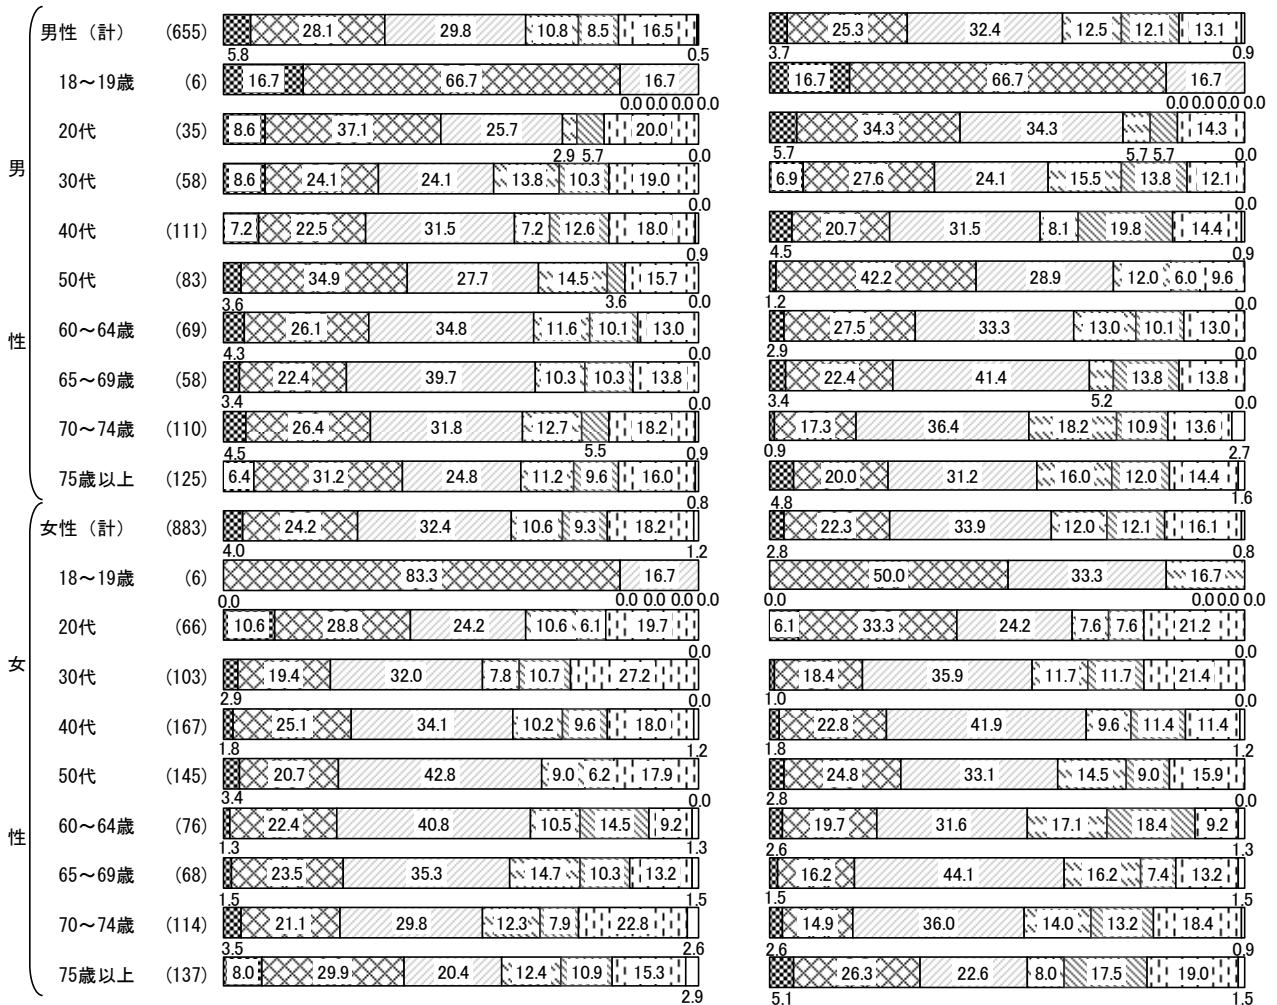 男性（計） (655) 28.1 29.8 10.8 8.5 16.5 25.3 32.4 12.5 12.1 13.1
5.8 0.5 3.7 0.9
18～19歳 (6) 16.7 66.7 16.7 16.7 66.7 16.7
0.0 0.0 0.0 0.0 0.0 0.0 0.0 0.0
20代 (35) 8.6 37.1 25.7 20.0 34.3 34.3 14.3
2.9 5.7 0.0 5.7 5.7 5.7 0.0
男
30代 (58) 8.6 24.1 24.1 13.8 10.3 19.0 6.9 27.6 24.1 15.5 13.8 12.1
0.0 0.0
40代 (111) 7.2 22.5 31.5 7.2 12.6 18.0 20.7 31.5 8.1 19.8 14.4
0.9 4.5 0.9
50代 (83) 34.9 27.7 14.5 15.7 42.2 28.9 12.0 6.0 9.6
3.6 3.6 0.0 1.2 0.0
60～64歳 (69) 26.1 34.8 11.6 10.1 13.0 27.5 33.3 13.0 10.1 13.0
性
4.3 0.0 2.9 0.0
65～69歳 (58) 22.4 39.7 10.3 10.3 13.8 22.4 41.4 13.8 13.8
3.4 0.0 3.4 5.2 0.0
70～74歳 (110) 26.4 31.8 12.7 18.2 17.3 36.4 18.2 10.9 13.6
4.5 5.5 0.9 0.9 2.7
75歳以上 (125) 6.4 31.2 24.8 11.2 9.6 16.0 20.0 31.2 16.0 12.0 14.4
0.8 4.8 1.6
女性（計） (883) 24.2 32.4 10.6 9.3 18.2 22.3 33.9 12.0 12.1 16.1
4.0 1.2 2.8 0.8
18～19歳 (6) 83.3 16.7 50.0 33.3 16.7
0.0 0.0 0.0 0.0 0.0 0.0 0.0 0.0 0.0
20代 (66) 10.6 28.8 24.2 10.6 6.1 19.7 6.1 33.3 24.2 7.6 7.6 21.2
0.0 0.0
女
30代 (103) 19.4 32.0 7.8 10.7 27.2 18.4 35.9 11.7 11.7 21.4
2.9 0.0 1.0 0.0
40代 (167) 25.1 34.1 10.2 9.6 18.0 22.8 41.9 9.6 11.4 11.4
1.8 1.2 1.8 1.2
50代 (145) 20.7 42.8 9.0 6.2 17.9 24.8 33.1 14.5 9.0 15.9
3.4 0.0 2.8 0.0
60～64歳 (76) 22.4 40.8 10.5 14.5 9.2 19.7 31.6 17.1 18.4 9.2
性
1.3 1.3 2.6 1.3
65～69歳 (68) 23.5 35.3 14.7 10.3 13.2 16.2 44.1 16.2 7.4 13.2
1.5 1.5 1.5 1.5
70～74歳 (114) 21.1 29.8 12.3 7.9 22.8 14.9 36.0 14.0 13.2 18.4
3.5 2.6 2.6 0.9
75歳以上 (137) 8.0 29.9 20.4 12.4 10.9 15.3 26.3 22.6 8.0 17.5 19.0
2.9 5.1 1.5